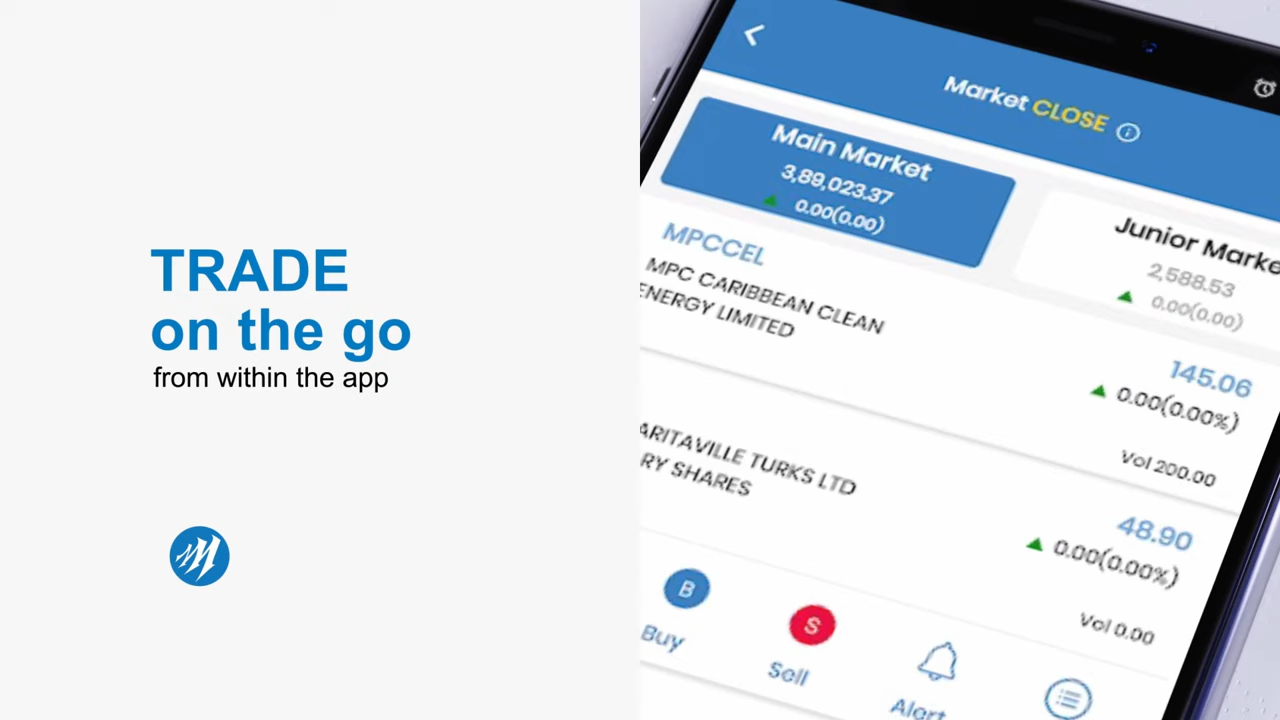 TRADE
on the go
from within the app
Market CLOSE
Main Market
3,89,023.37
0.00(0.00)
Junior Marke
2,588.53
0.00(0.00)
MPCCEL
MPC CARIBBEAN CLEAN
ENERGY LIMITED
145.06
0.00(0.00%)
Vol 200.00
ARITAVILLE TURKS LTD
RY SHARES
48.90
0.00(0.00%)
Vol 0.00
B
Buy
S
Sell
Alert